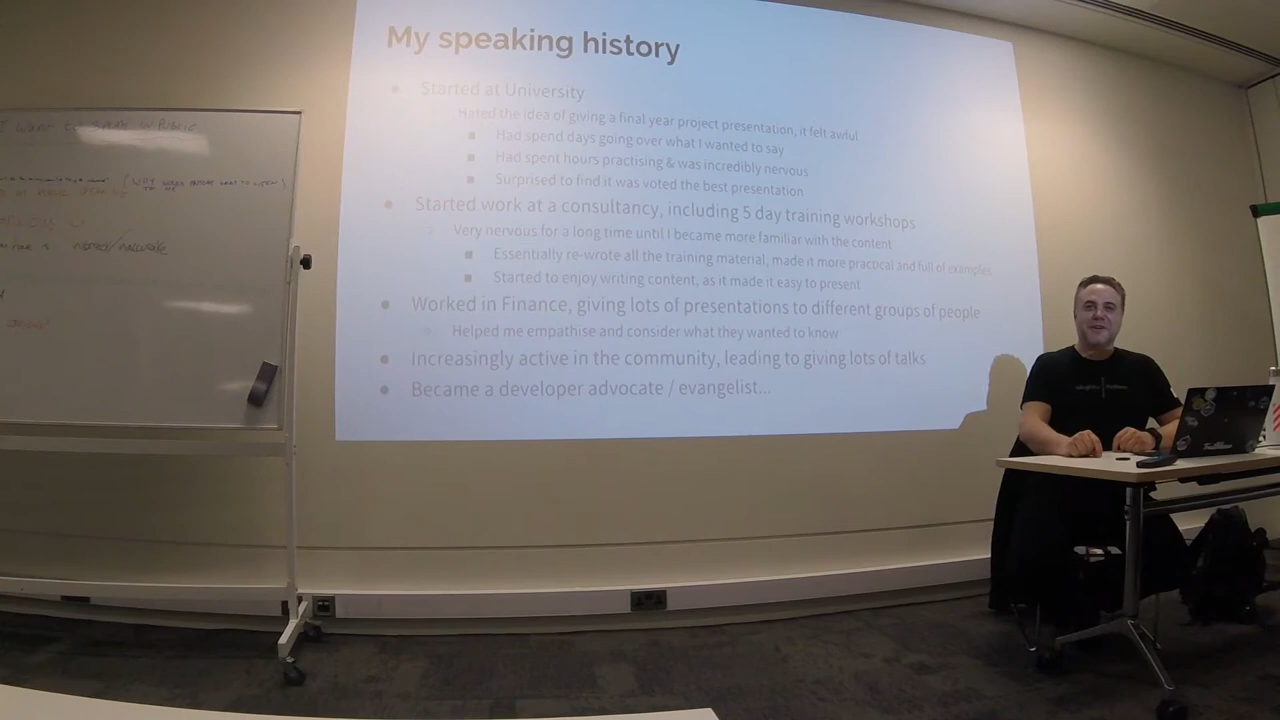 My speaking history
Started at University
Hated the idea of giving a final year project presentation, it felt awful
Had spend days going over what I wanted to say
Had spent hours practising & was incredibly nervous
Surprised to find it was voted the best presentation
Started work at a consultancy, including 5 day training workshops
Very nervous for a long time until I became more familiar with the content
Essentially re-wrote all the training material, made it more practical and full of examples
Started to enjoy writing content, as it made it easy to present
Worked in Finance, giving lots of presentations to different groups of people
Helped me empathise and consider what they wanted to know
Increasingly active in the community, leading to giving lots of talks
Became a developer advocate / evangelist...
I WANT TO SPEAK IN PUBLIC